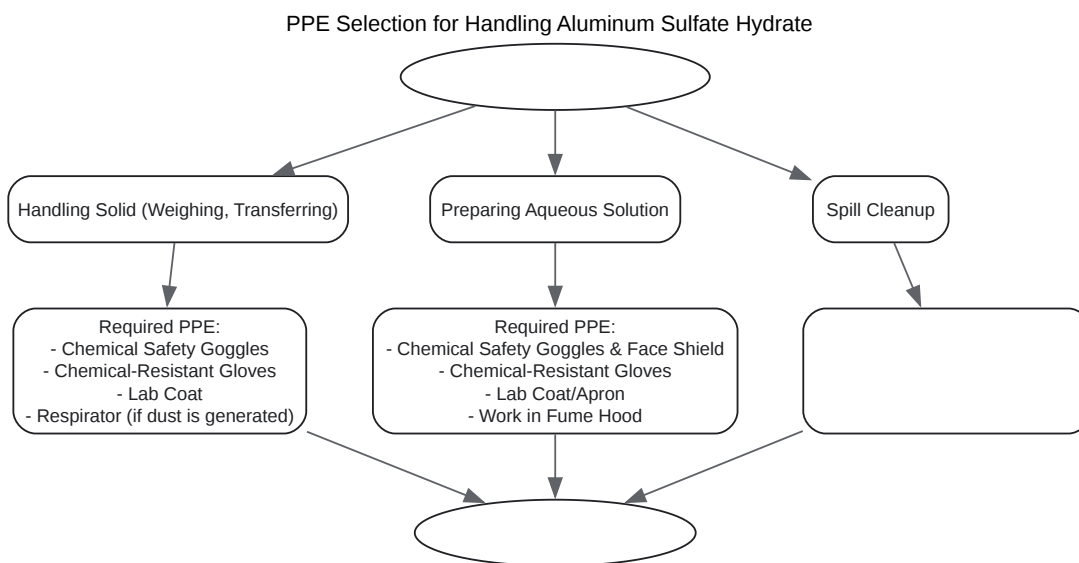 PPE Selection for Handling Aluminum Sulfate Hydrate
Handling Solid (Weighing, Transferring)
Preparing Aqueous Solution
Spill Cleanup
Required PPE:
- Chemical Safety Goggles
- Chemical-Resistant Gloves
- Lab Coat
- Respirator (if dust is generated)
Required PPE:
- Chemical Safety Goggles & Face Shield
- Chemical-Resistant Gloves
- Lab Coat/Apron
- Work in Fume Hood